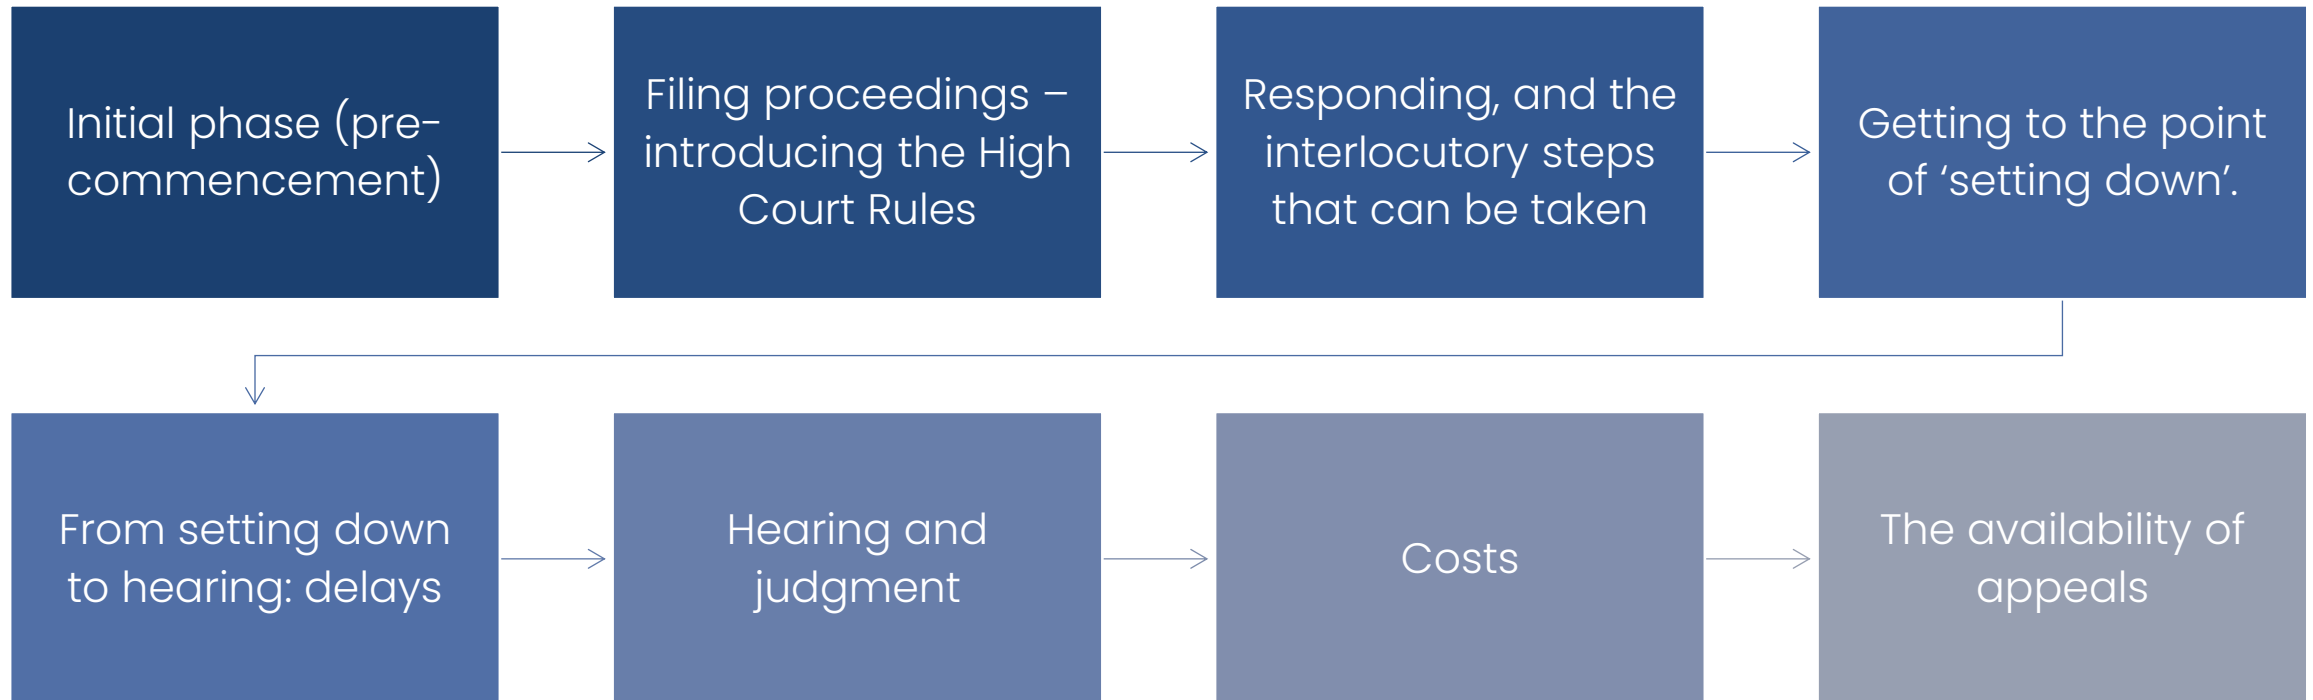 Initial phase (pre-
commencement)
Filing proceedings –
introducing the High
Court Rules
Responding, and the
interlocutory steps
that can be taken
Getting to the point
of ‘setting down’.
From setting down
to hearing: delays
Hearing and
judgment
Costs
The availability of
appeals